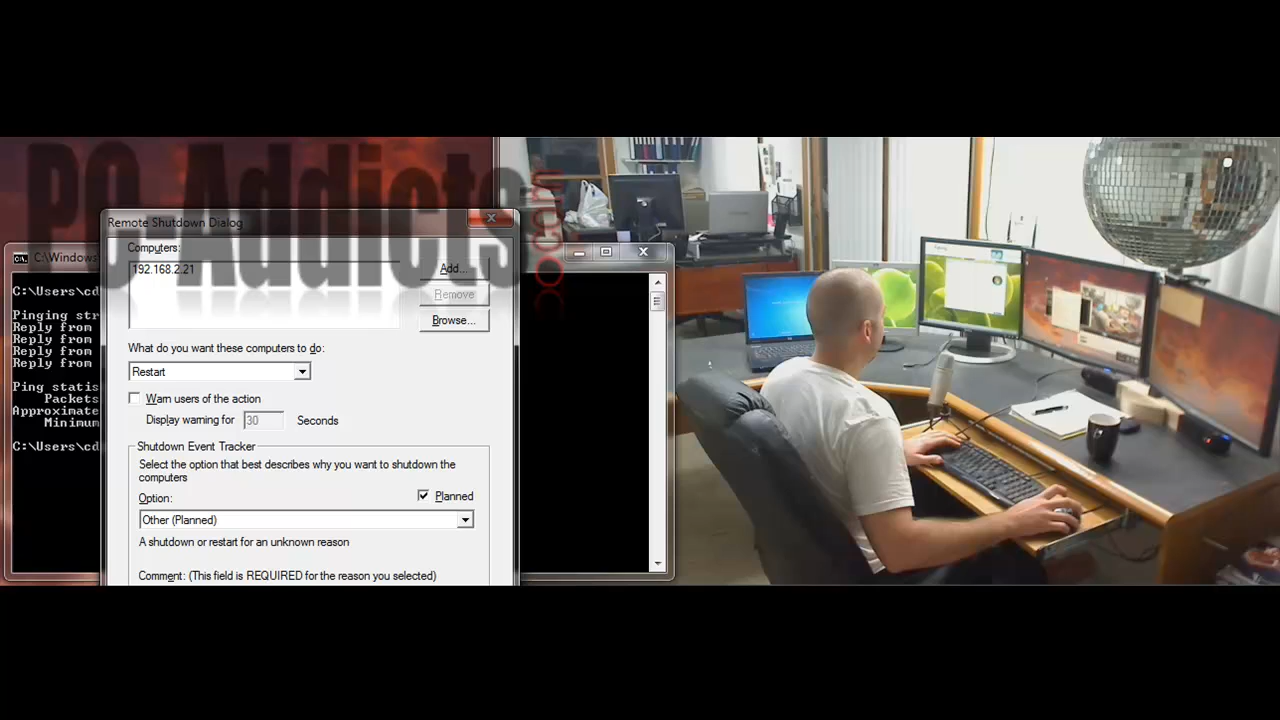 PC-Addicts
.com
Remote Shutdown Dialog
Computers:
192.168.2.21
Add...
Remove
Browse...
What do you want these computers to do:
Restart
Warn users of the action
Display warning for 30 Seconds
Shutdown Event Tracker
Select the option that best describes why you want to shutdown the
computers
Option:
Planned
Other (Planned)
A shutdown or restart for an unknown reason
Comment: (This field is REQUIRED for the reason you selected)
C:\Windows
C:\Users\cd
Pinging str
Reply from
Reply from
Reply from
Reply from
Ping statis
Packets
Approximate
Minimum
C:\Users\cd